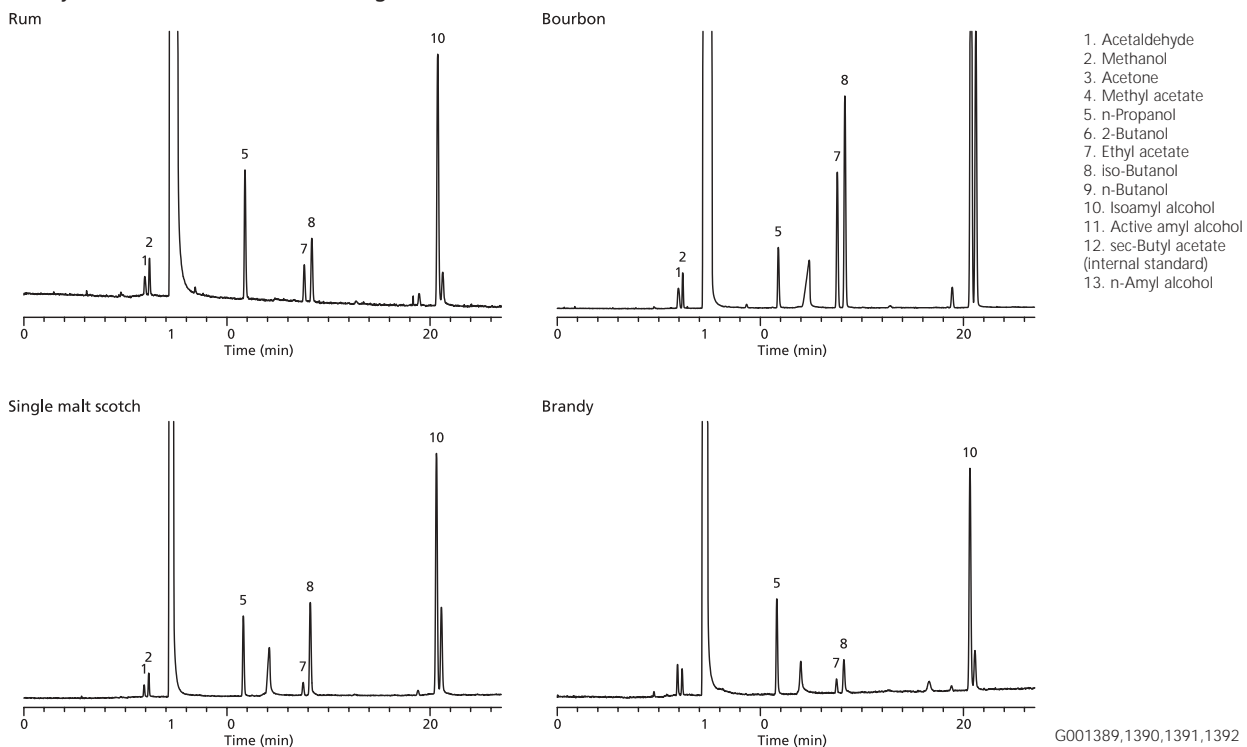 Rum
10
5
8
2
7
1
0 1 0 20
Time (min)
Bourbon
8
7
5
2
1
0 1 0 20
Time (min)
1. Acetaldehyde
2. Methanol
3. Acetone
4. Methyl acetate
5. n-Propanol
6. 2-Butanol
7. Ethyl acetate
8. iso-Butanol
9. n-Butanol
10. Isoamyl alcohol
11. Active amyl alcohol
12. sec-Butyl acetate
(internal standard)
13. n-Amyl alcohol
Single malt scotch
10
8
5
2
1
7
0 1 0 20
Time (min)
Brandy
10
5
8
7
0 1 0 20
Time (min)
G001389,1390,1391,1392